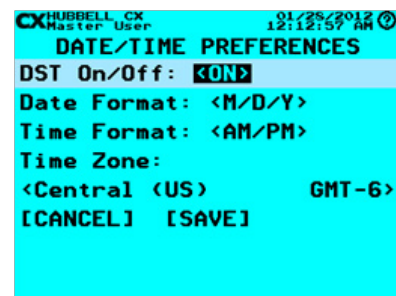 CX HUBBELL CX 01/28/2012 ?
Master User 12:12:57 AM
DATE/TIME PREFERENCES
DST On/Off: <ON>
Date Format: <M/D/Y>
Time Format: <AM/PM>
Time Zone:
<Central (US) GMT-6>
[CANCEL] [SAVE]